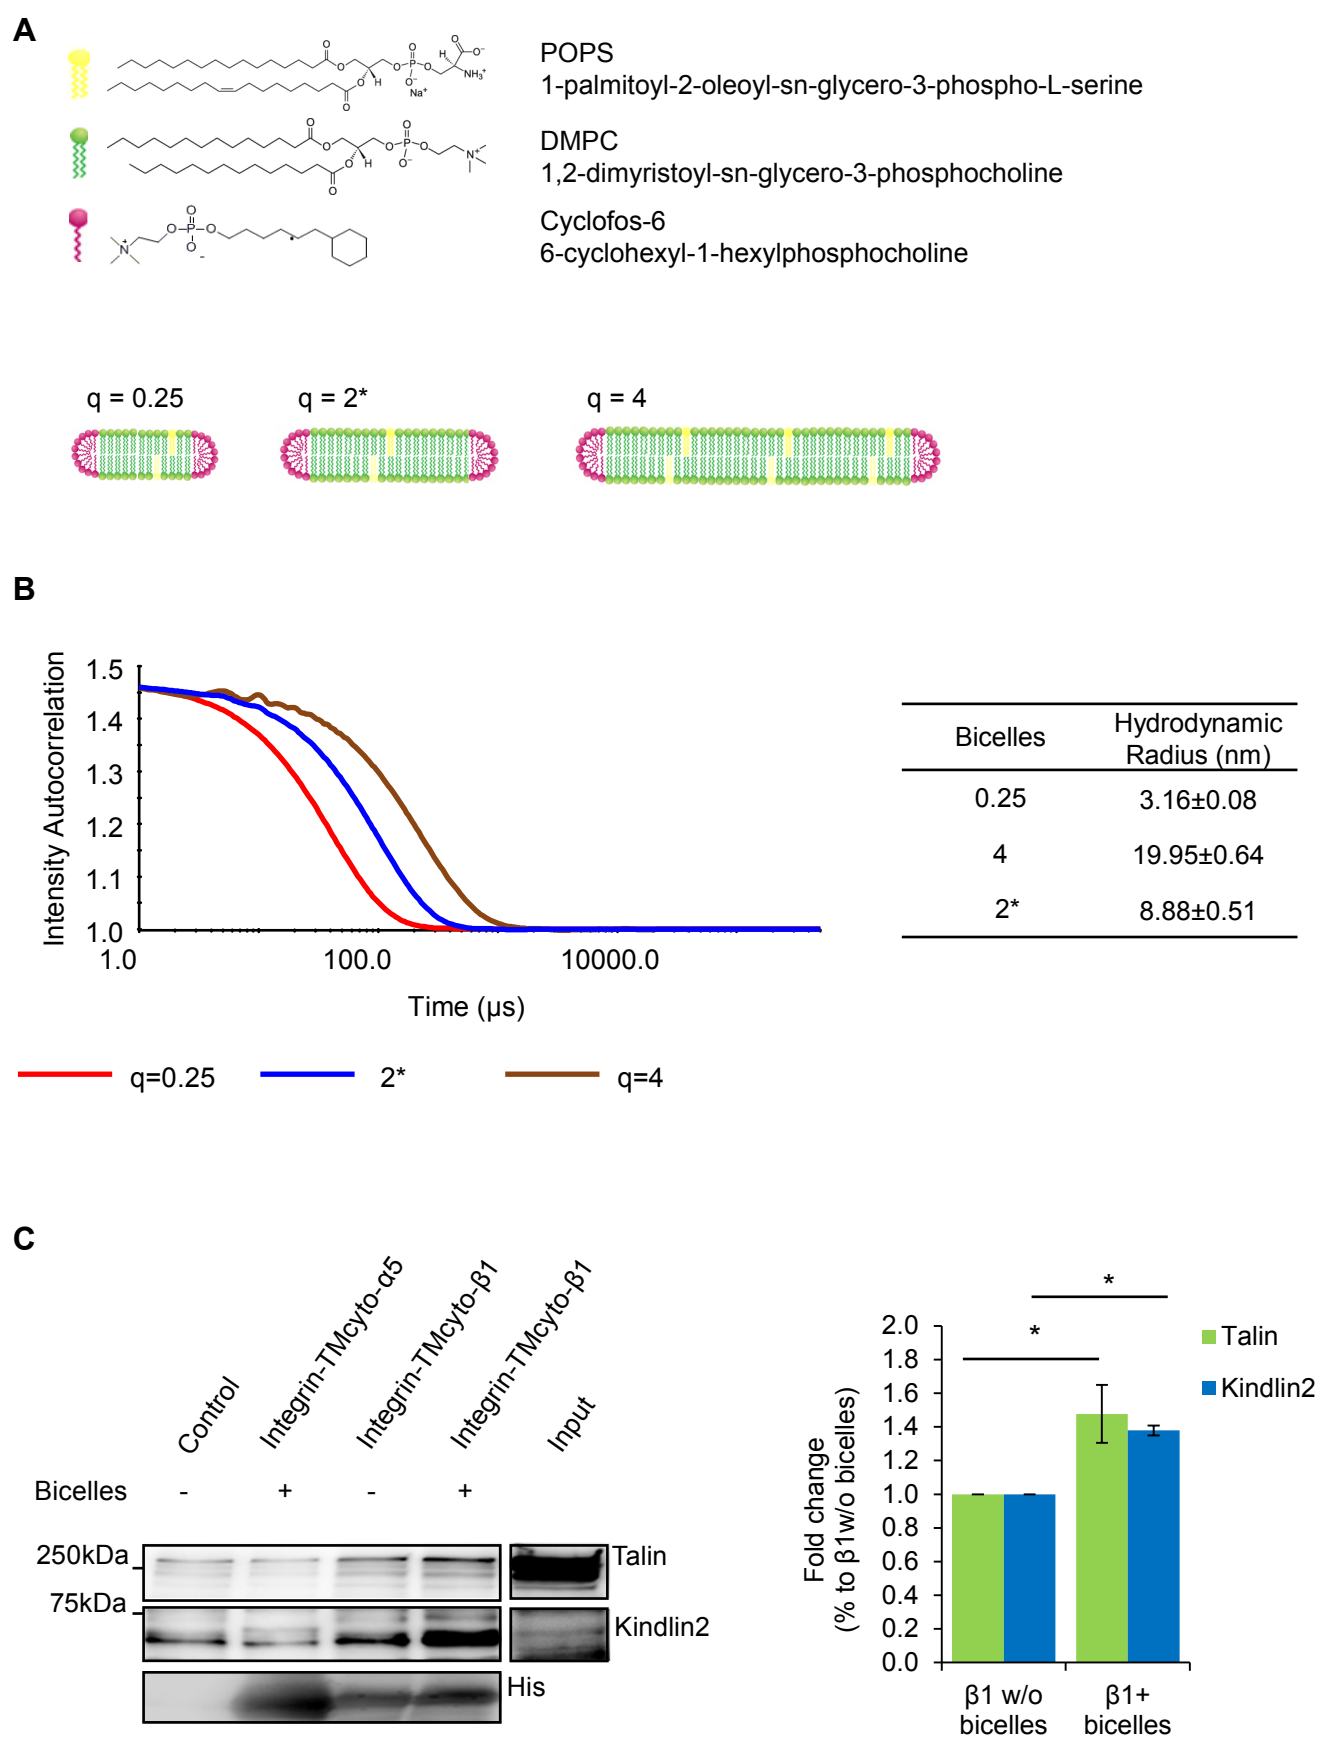 A
POPS
1-palmitoyl-2-oleoyl-sn-glycero-3-phospho-L-serine
O
O
O
O
O
P
O
O⁻
Na⁺
H
H
O
O⁻
NH₃⁺
DMPC
1,2-dimyristoyl-sn-glycero-3-phosphocholine
O
O
O
O
O
P
O
O⁻
H
N⁺
Cyclofos-6
6-cyclohexyl-1-hexylphosphocholine
O
O
P
O
O
-
N
+
q = 0.25
q = 2*
q = 4
B
Intensity Autocorrelation
1.5
1.4
1.3
1.2
1.1
1.0
1.0
100.0
10000.0
Time (µs)
q=0.25
2*
q=4
Bicelles
Hydrodynamic
Radius (nm)
0.25
3.16±0.08
4
19.95±0.64
2*
8.88±0.51
C
Control
Integrin-TMcyto-α5
Integrin-TMcyto-β1
Integrin-TMcyto-β1
Input
Bicelles
-
+
-
+
250kDa
75kDa
Talin
Kindlin2
His
Fold change
(% to β1w/o bicelles)
2.0
1.8
1.6
1.4
1.2
1.0
0.8
0.6
0.4
0.2
0.0
*
*
Talin
Kindlin2
β1 w/o
bicelles
β1+
bicelles